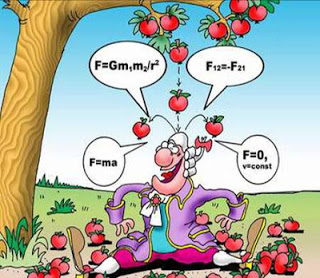 F=Gm₁m₂/r²
F₁₂=-F₂₁
F=ma
F=0,
v=const